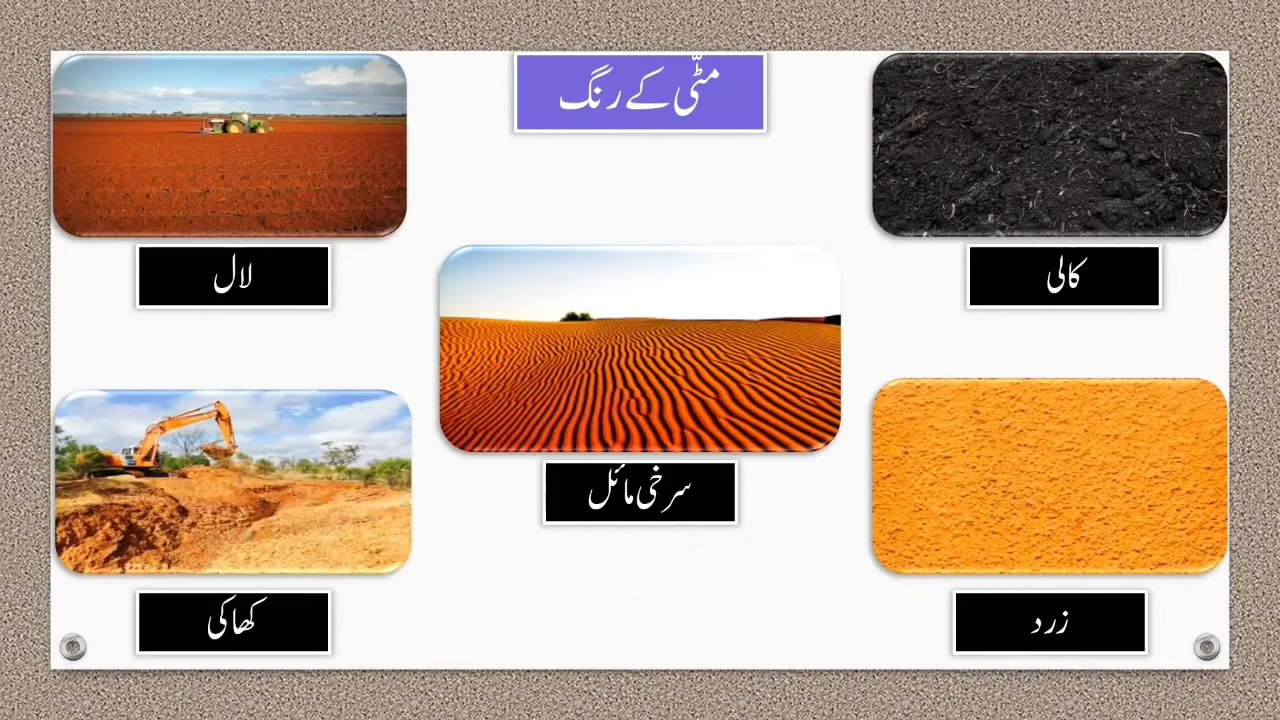 مٹّی کے رنگ
کالی
لال
سرخی مائل
زرد
کھاکی